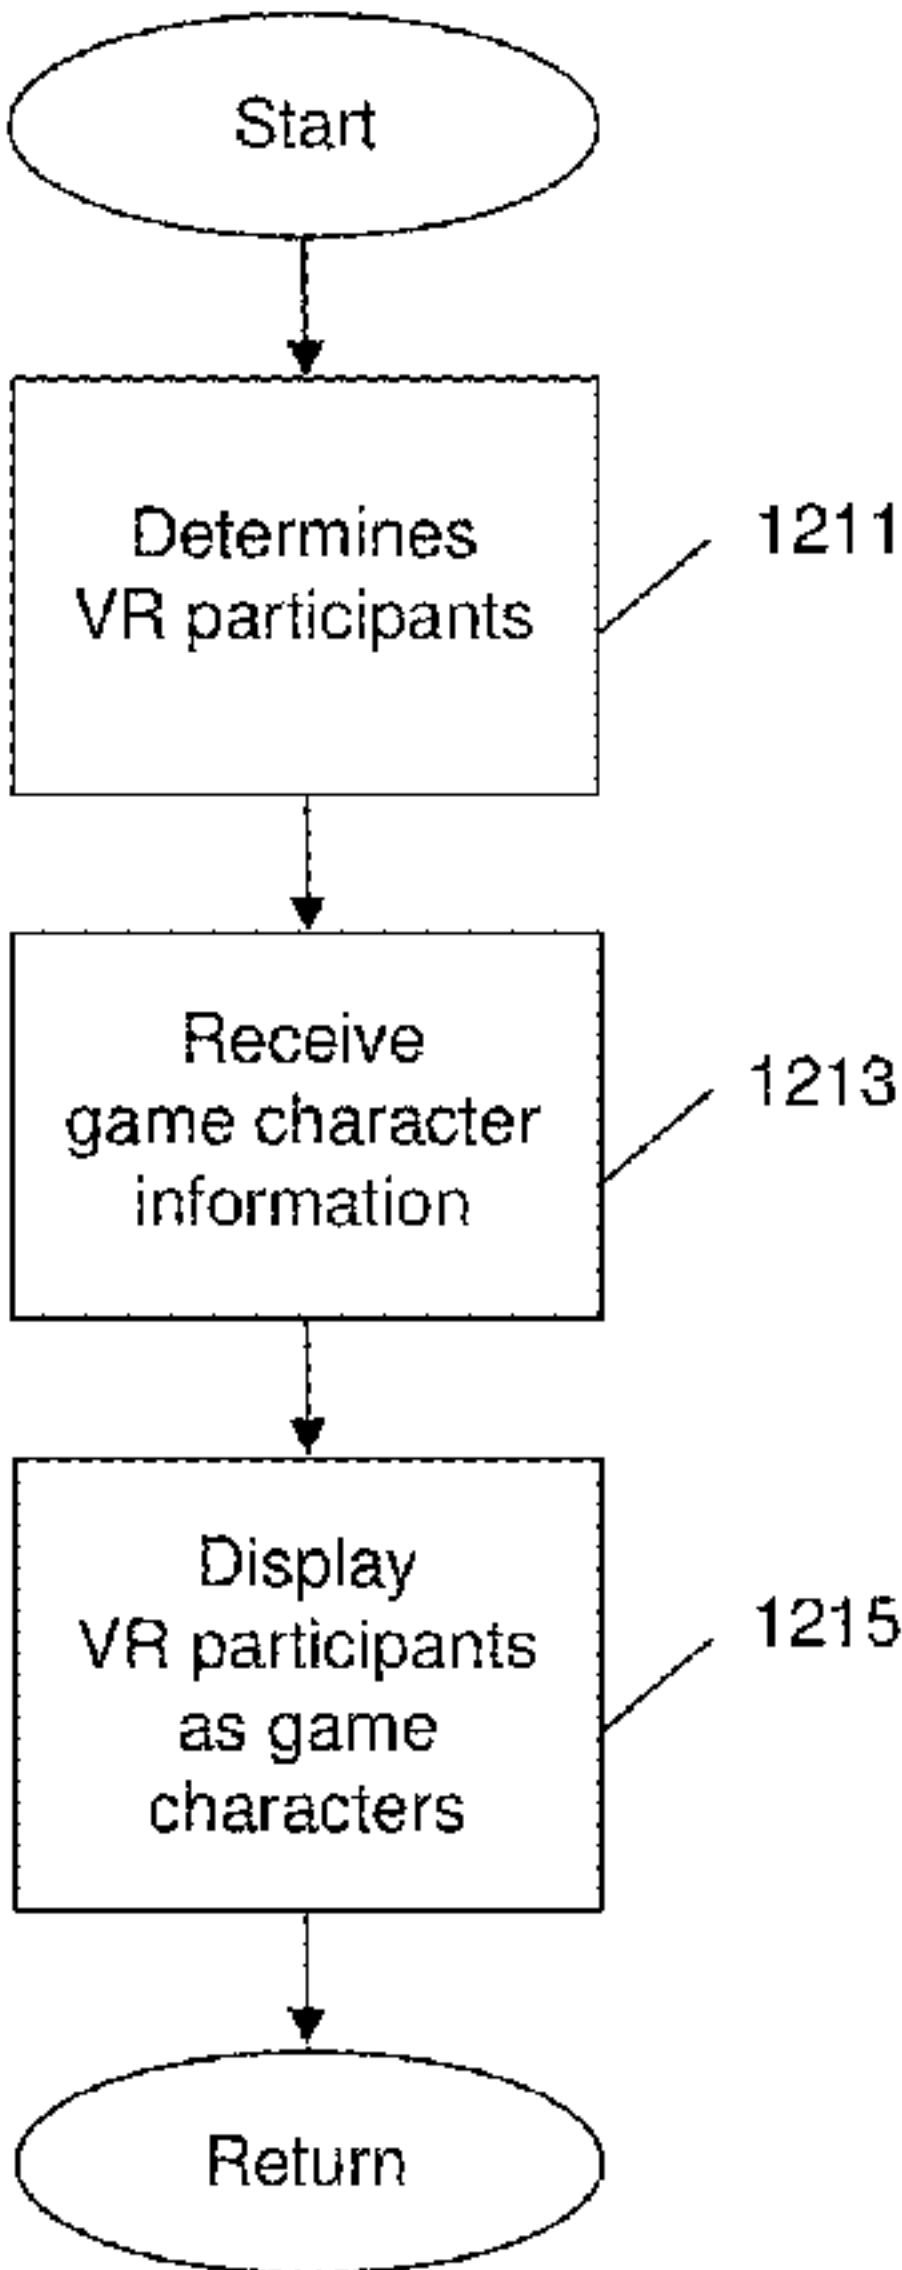 Start
Determines
VR participants
1211
Receive
game character
information
1213
Display
VR participants
as game
characters
1215
Return